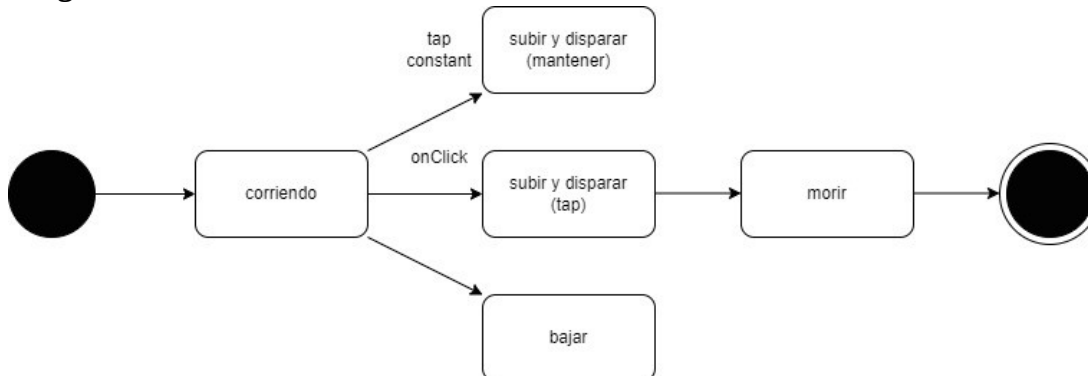 tap
constant
subir y disparar
(mantener)
onClick
corriendo
subir y disparar
(tap)
morir
bajar